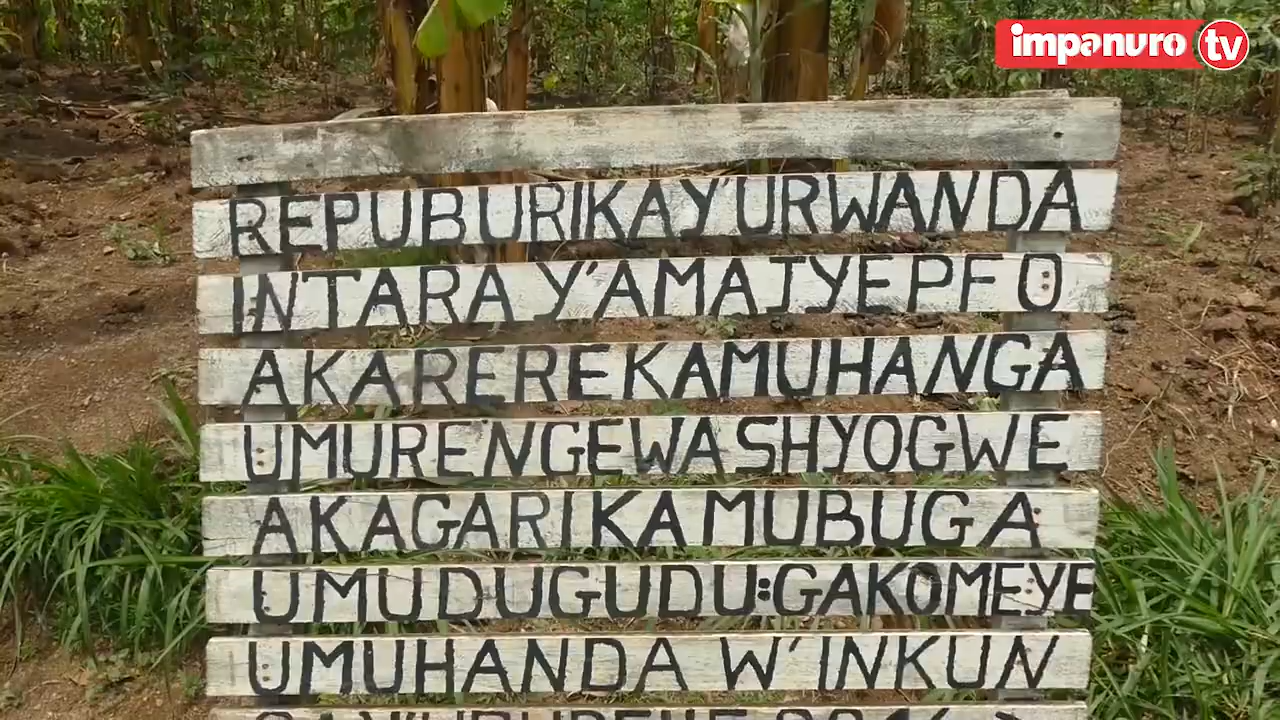 impanuro tv
REPUBURIKA Y'URWANDA
INTARA Y'AMAJYEPFO
AKARERE KA MUHANGA
UMURENGE WA SHYOGWE
AKAGARI KA MUBUGA
UMUDUGUDU:GAKOMEYE
UMUHANDA W'INKUN